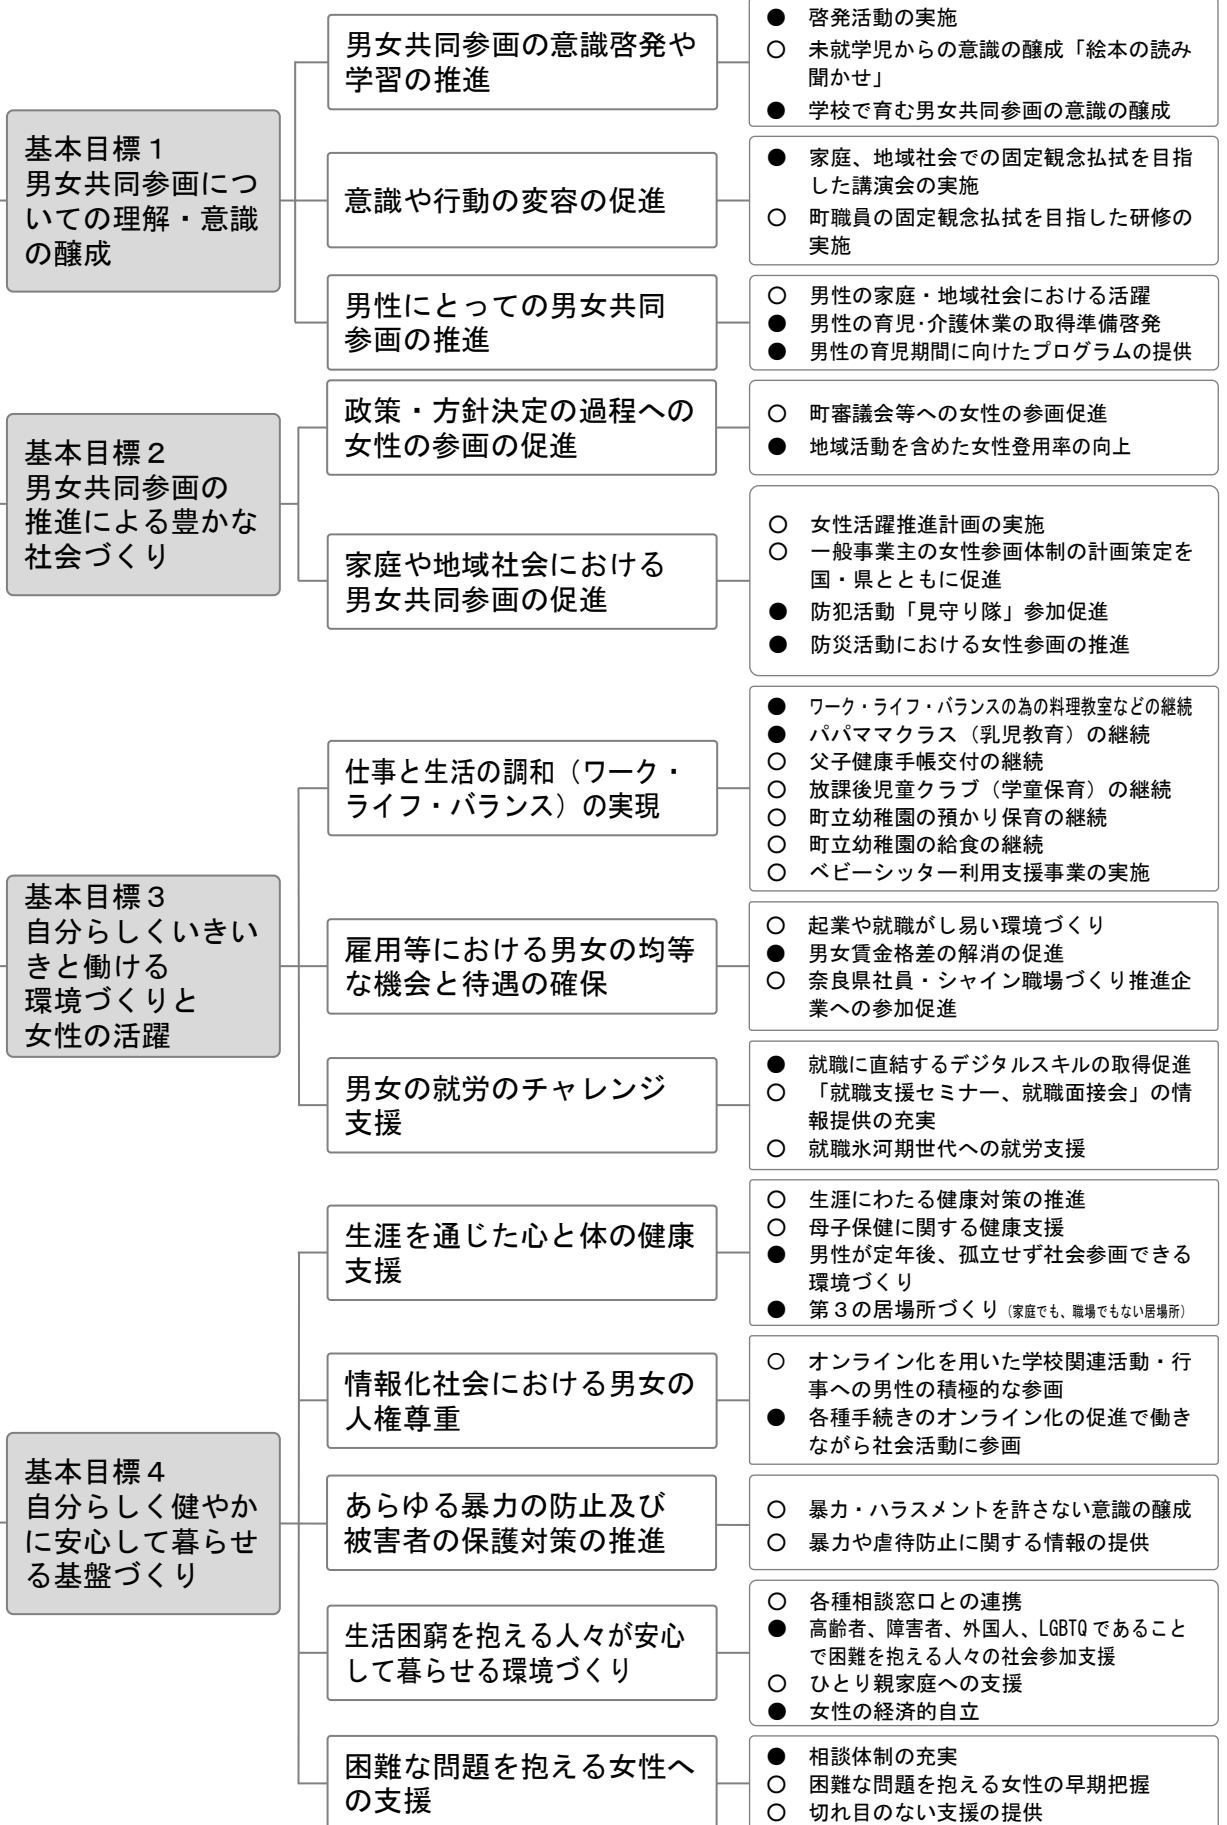 基本目標１
男女共同参画につ
いての理解・意識
の醸成
男女共同参画の意識啓発や
学習の推進
● 啓発活動の実施
○ 未就学児からの意識の醸成「絵本の読み
聞かせ」
● 学校で育む男女共同参画の意識の醸成
意識や行動の変容の促進
● 家庭、地域社会での固定観念払拭を目指
した講演会の実施
○ 町職員の固定観念払拭を目指した研修の
実施
男性にとっての男女共同
参画の推進
○ 男性の家庭・地域社会における活躍
● 男性の育児・介護休業の取得準備啓発
● 男性の育児期間に向けたプログラムの提供
基本目標２
男女共同参画の
推進による豊かな
社会づくり
政策・方針決定の過程への
女性の参画の促進
○ 町審議会等への女性の参画促進
● 地域活動を含めた女性登用率の向上
家庭や地域社会における
男女共同参画の促進
○ 女性活躍推進計画の実施
○ 一般事業主の女性参画体制の計画策定を
国・県とともに促進
● 防犯活動「見守り隊」参加促進
● 防災活動における女性参画の推進
基本目標３
自分らしくいきい
きと働ける
環境づくりと
女性の活躍
仕事と生活の調和（ワーク・
ライフ・バランス）の実現
● ワーク・ライフ・バランスの為の料理教室などの継続
● パパママクラス（乳児教育）の継続
○ 父子健康手帳交付の継続
○ 放課後児童クラブ（学童保育）の継続
○ 町立幼稚園の預かり保育の継続
○ 町立幼稚園の給食の継続
○ ベビーシッター利用支援事業の実施
雇用等における男女の均等
な機会と待遇の確保
○ 起業や就職がし易い環境づくり
● 男女賃金格差の解消の促進
○ 奈良県社員・シャイン職場づくり推進企
業への参加促進
男女の就労のチャレンジ
支援
● 就職に直結するデジタルスキルの取得促進
○ 「就職支援セミナー、就職面接会」の情
報提供の充実
○ 就職氷河期世代への就労支援
基本目標４
自分らしく健やか
に安心して暮らせ
る基盤づくり
生涯を通じた心と体の健康
支援
○ 生涯にわたる健康対策の推進
○ 母子保健に関する健康支援
● 男性が定年後、孤立せず社会参画できる
環境づくり
● 第３の居場所づくり（家庭でも、職場でもない居場所）
情報化社会における男女の
人権尊重
○ オンライン化を用いた学校関連活動・行
事への男性の積極的な参画
● 各種手続きのオンライン化の促進で働き
ながら社会活動に参画
あらゆる暴力の防止及び
被害者の保護対策の推進
○ 暴力・ハラスメントを許さない意識の醸成
○ 暴力や虐待防止に関する情報の提供
生活困窮を抱える人々が安心
して暮らせる環境づくり
○ 各種相談窓口との連携
● 高齢者、障害者、外国人、LGBTQであること
で困難を抱える人々の社会参加支援
○ ひとり親家庭への支援
● 女性の経済的自立
困難な問題を抱える女性へ
の支援
● 相談体制の充実
○ 困難な問題を抱える女性の早期把握
○ 切れ目のない支援の提供